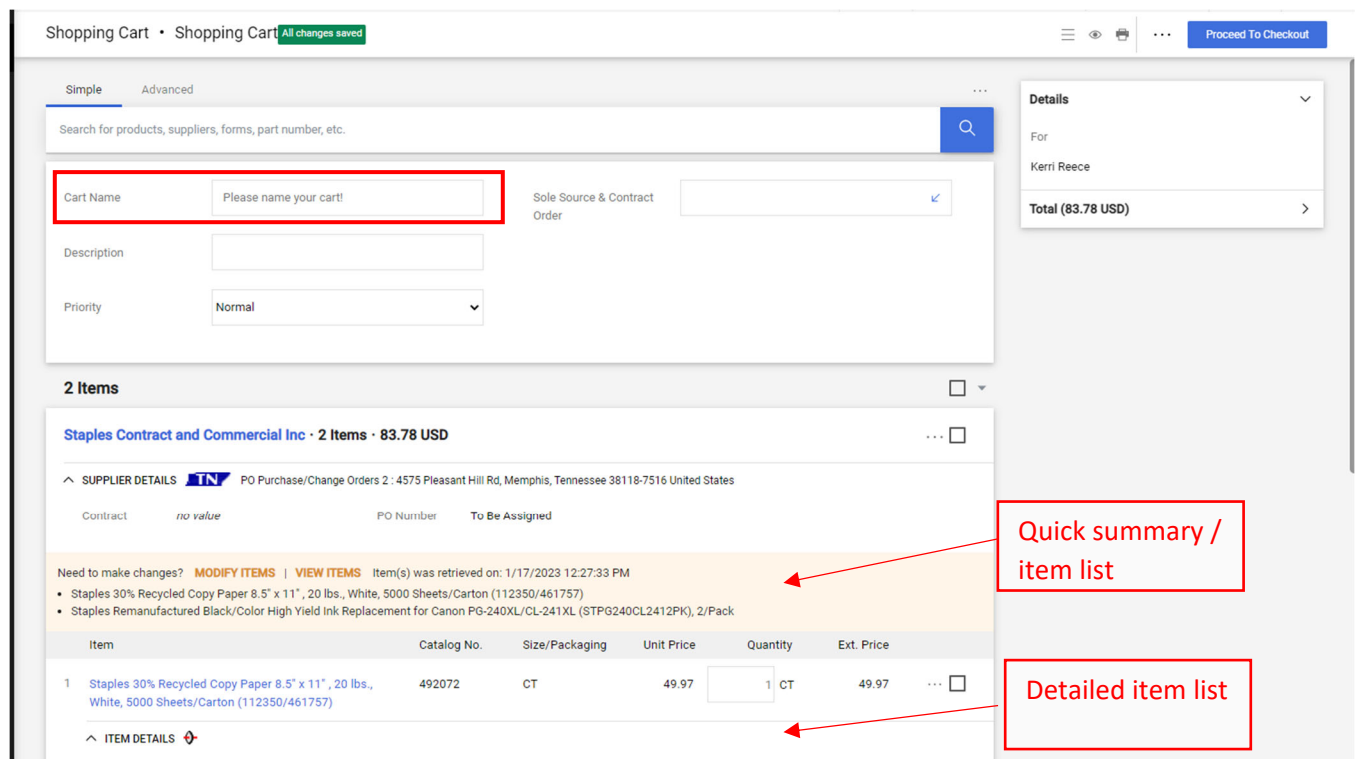 Shopping Cart • Shopping Cart All changes saved
... Proceed To Checkout
Simple Advanced ...
Search for products, suppliers, forms, part number, etc.
Cart Name Please name your cart! Sole Source & Contract
Order
Description
Priority Normal
Details
For
Kerri Reece
Total (83.78 USD)
2 Items
Staples Contract and Commercial Inc · 2 Items · 83.78 USD ...
SUPPLIER DETAILS TN PO Purchase/Change Orders 2 : 4575 Pleasant Hill Rd, Memphis, Tennessee 38118-7516 United States
Contract no value PO Number To Be Assigned
Quick summary /
item list
Need to make changes? MODIFY ITEMS | VIEW ITEMS Item(s) was retrieved on: 1/17/2023 12:27:33 PM
• Staples 30% Recycled Copy Paper 8.5" x 11", 20 lbs., White, 5000 Sheets/Carton (112350/461757)
• Staples Remanufactured Black/Color High Yield Ink Replacement for Canon PG-240XL/CL-241XL (STPG240CL2412PK), 2/Pack
Item Catalog No. Size/Packaging Unit Price Quantity Ext. Price
1 Staples 30% Recycled Copy Paper 8.5" x 11", 20 lbs., 492072 CT 49.97 1 CT 49.97 ...
White, 5000 Sheets/Carton (112350/461757)
Detailed item list
ITEM DETAILS